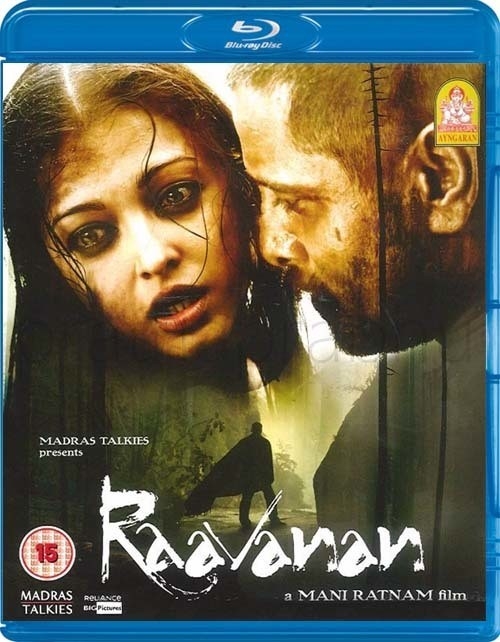 Blu-ray Disc
AYNGARAN
MADRAS TALKIES
presents
Raavanan
a MANI RATNAM film
15
MADRAS
TALKIES
RELIANCE
BIG Pictures